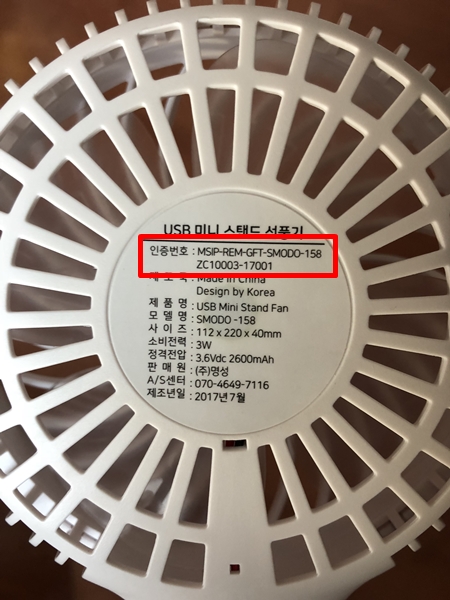 USB 미니 스탠드 선풍기
인증번호 : MSIP-REM-GFT-SMODO-158
ZC10003-17001
제 조 국 : Made in China
Design by Korea
제 품 명 : USB Mini Stand Fan
모 델 명 : SMODO -158
사 이 즈 : 112 x 220 x 40mm
소비전력 : 3W
정격전압 : 3.6Vdc 2600mAh
판 매 원 : (주)명성
A/S센터 : 070-4649-7116
제조년일 : 2017년 7월